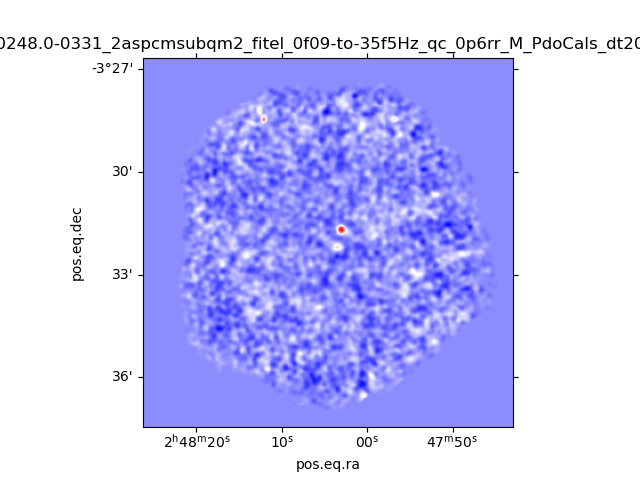 0248.0-0331_2aspcmsubqm2_fitel_0f09-to-35f5Hz_qc_0p6rr_M_PdoCals_dt20
-3°27'
30'
33'
36'
pos.eq.dec
2h48m20s 10s 00s 47m50s
pos.eq.ra